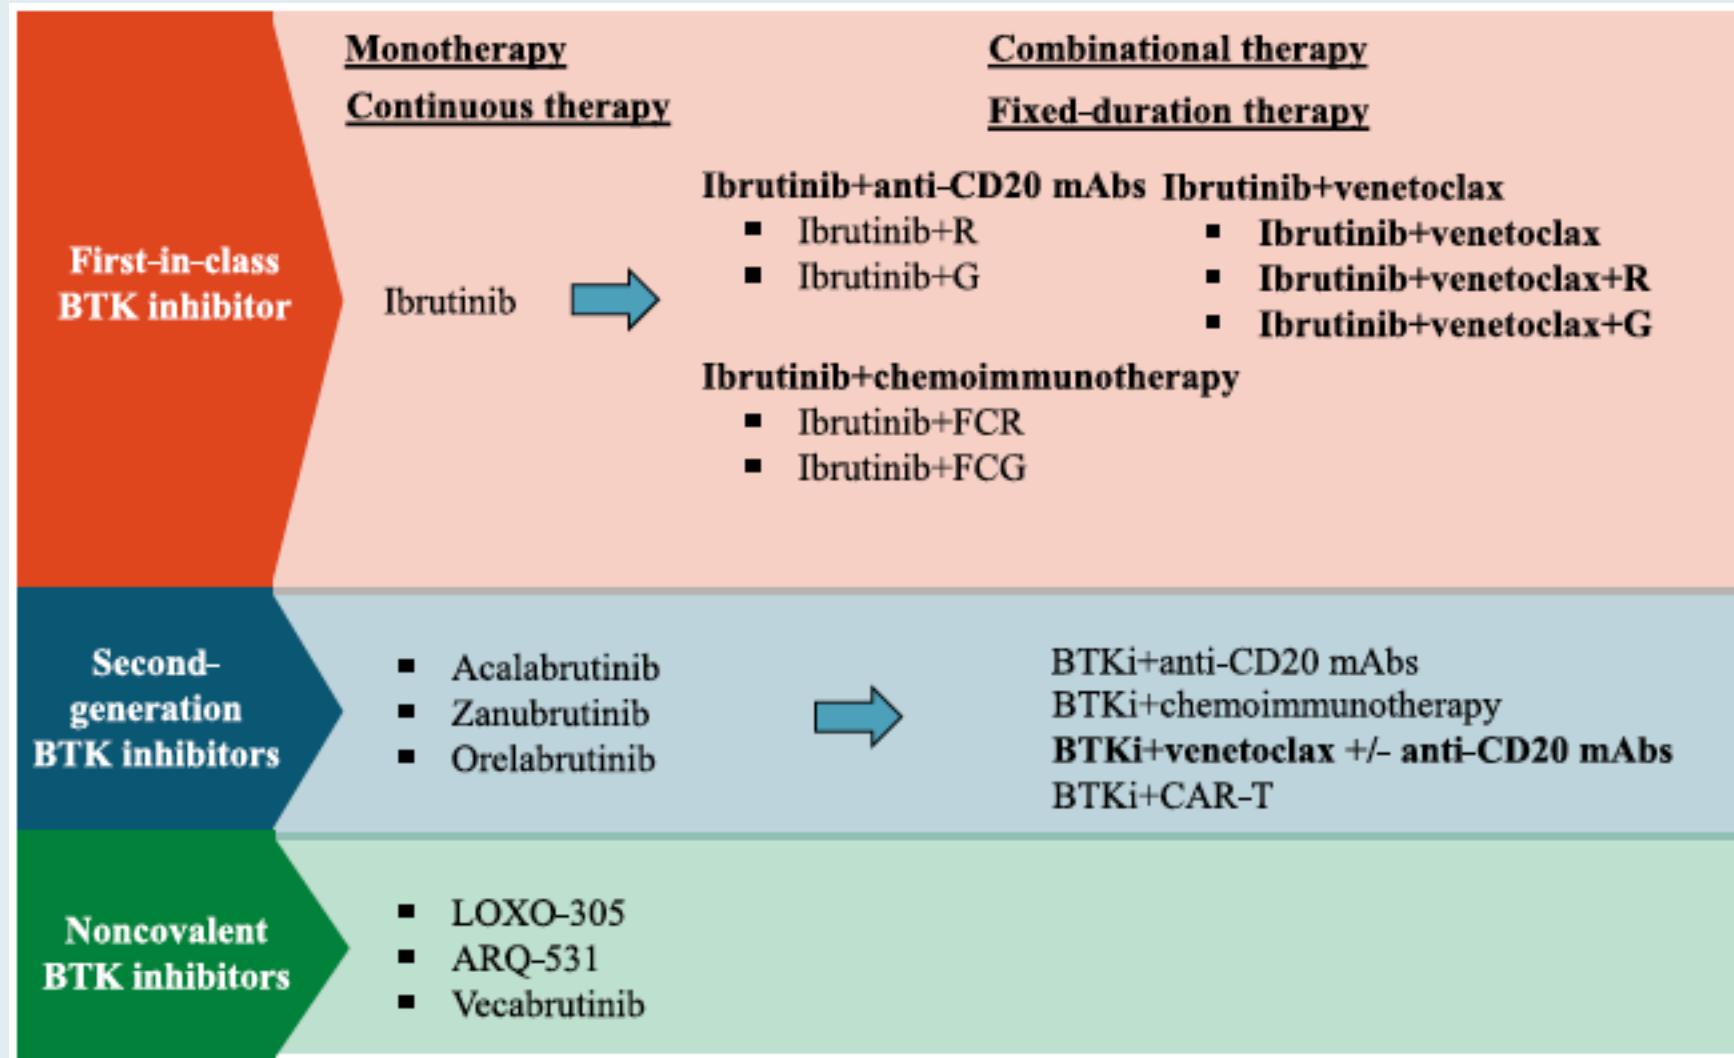 Monotherapy
Continuous therapy
Combinational therapy
Fixed-duration therapy
First-in-class
BTK inhibitor
Ibrutinib
Ibrutinib+anti-CD20 mAbs
▪ Ibrutinib+R
▪ Ibrutinib+G
Ibrutinib+venetoclax
▪ Ibrutinib+venetoclax
▪ Ibrutinib+venetoclax+R
▪ Ibrutinib+venetoclax+G
Ibrutinib+chemoimmunotherapy
▪ Ibrutinib+FCR
▪ Ibrutinib+FCG
Second-
generation
BTK inhibitors
▪ Acalabrutinib
▪ Zanubrutinib
▪ Orelabrutinib
BTKi+anti-CD20 mAbs
BTKi+chemoimmunotherapy
BTKi+venetoclax +/- anti-CD20 mAbs
BTKi+CAR-T
Noncovalent
BTK inhibitors
▪ LOXO-305
▪ ARQ-531
▪ Vecabrutinib